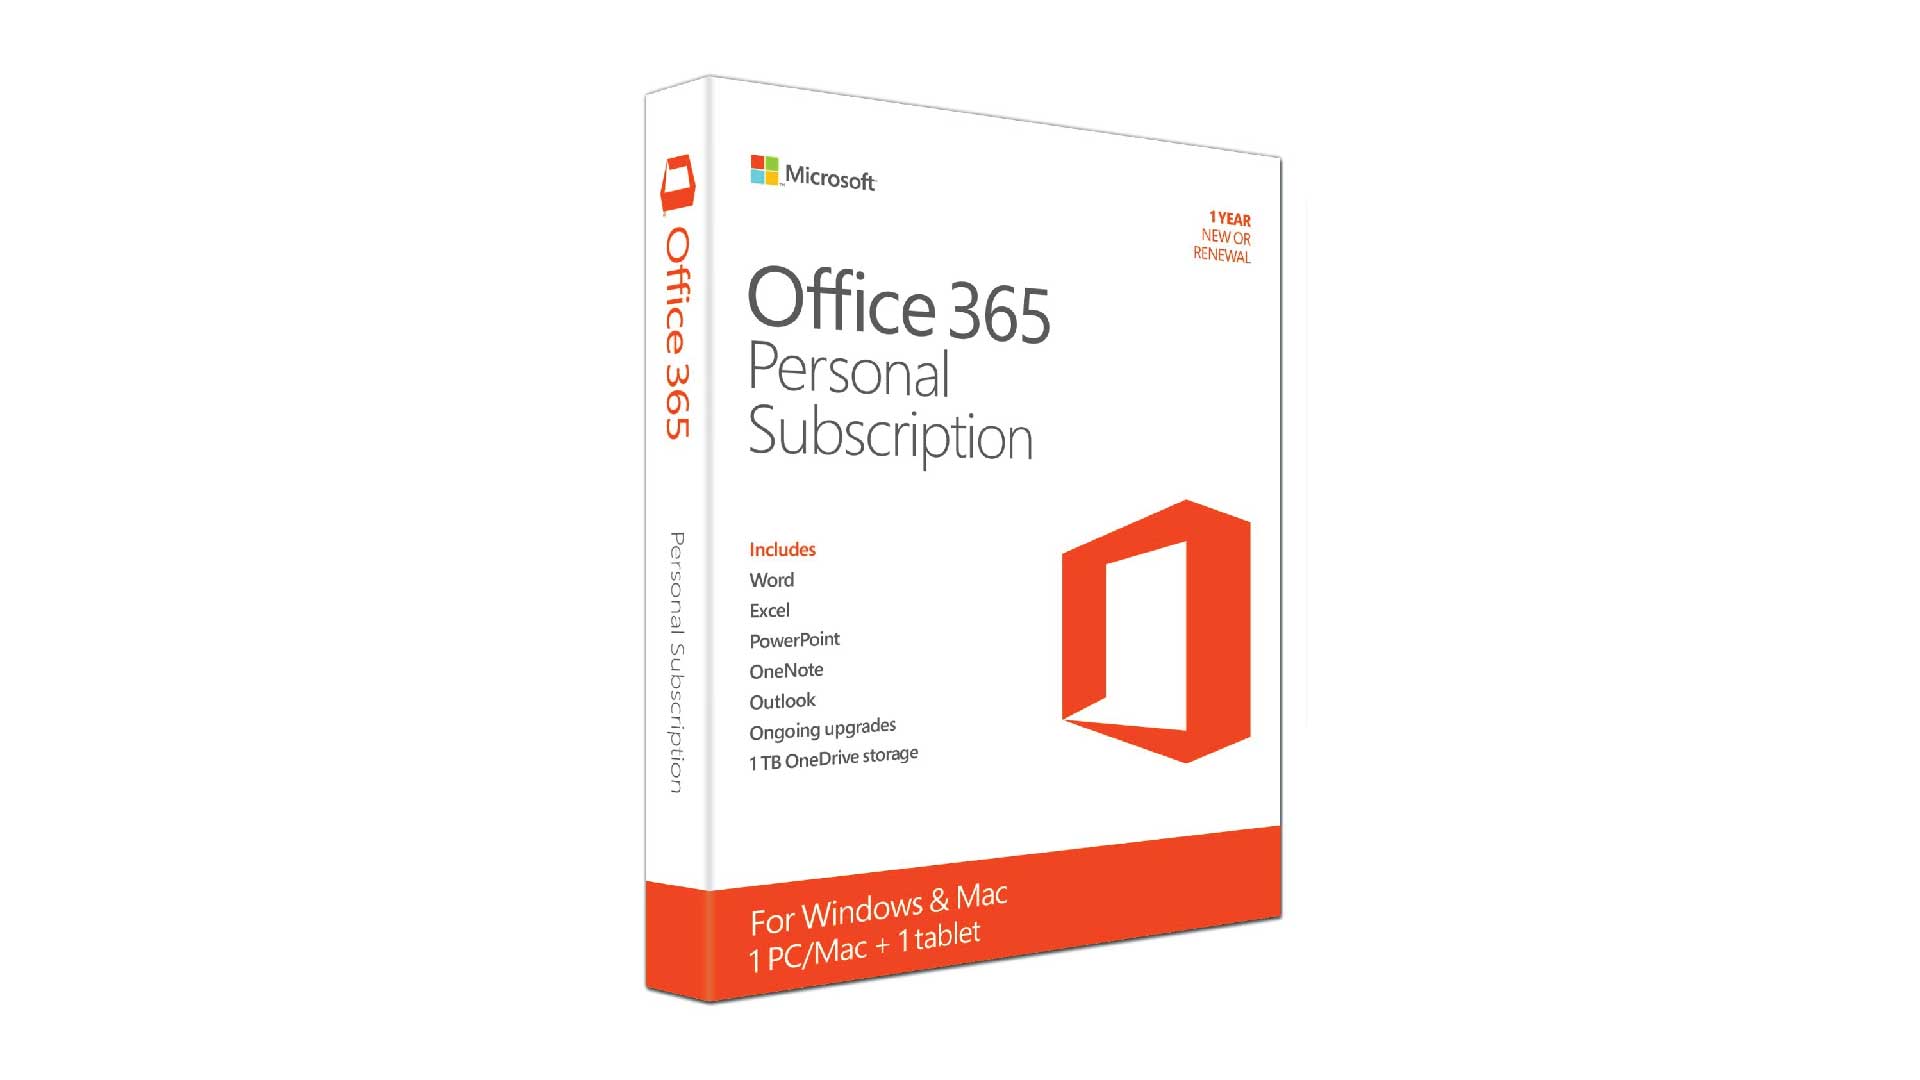 Office 365
Personal Subscription
Microsoft
1 YEAR
NEW OR
RENEWAL
Office 365
Personal
Subscription
Includes
Word
Excel
PowerPoint
OneNote
Outlook
Ongoing upgrades
1 TB OneDrive storage
For Windows & Mac
1 PC/Mac + 1 tablet